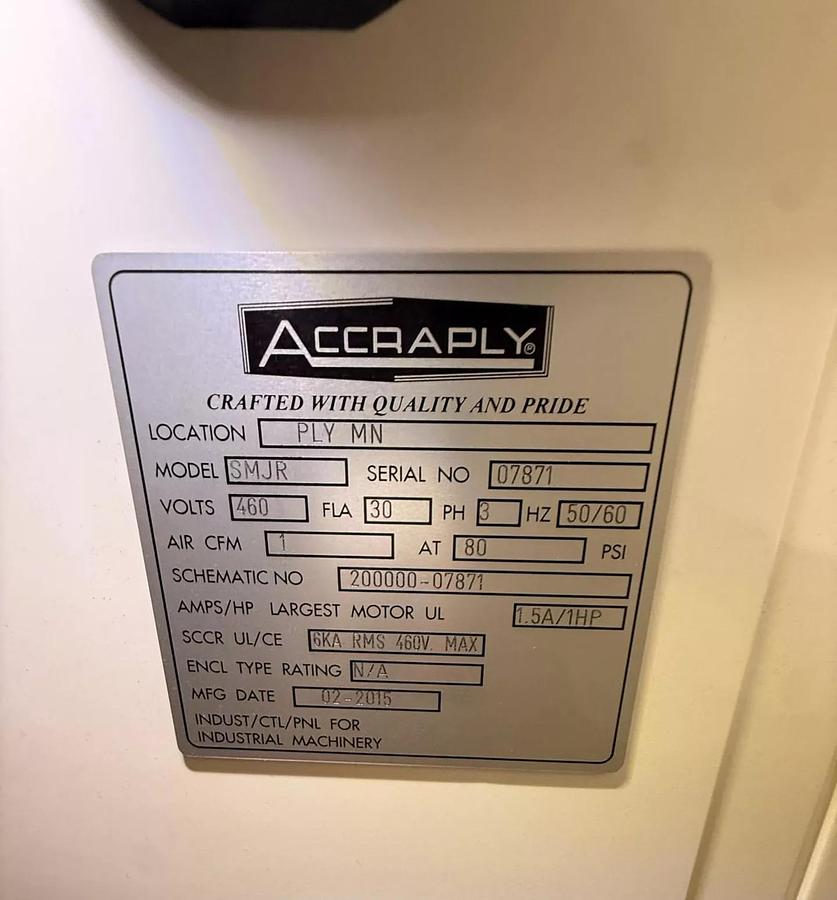 ACCRAPLY®
CRAFTED WITH QUALITY AND PRIDE
LOCATION PLY MN
MODEL SMJR SERIAL NO 07871
VOLTS 460 FLA 30 PH 3 HZ 50/60
AIR CFM 1 AT 80 PSI
SCHEMATIC NO 200000-07871
AMPS/HP LARGEST MOTOR UL 1.5A/1HP
SCCR UL/CE 6KA RMS 460V. MAX
ENCL TYPE RATING N/A
MFG DATE 02-2015
INDUST/CTL/PNL FOR
INDUSTRIAL MACHINERY